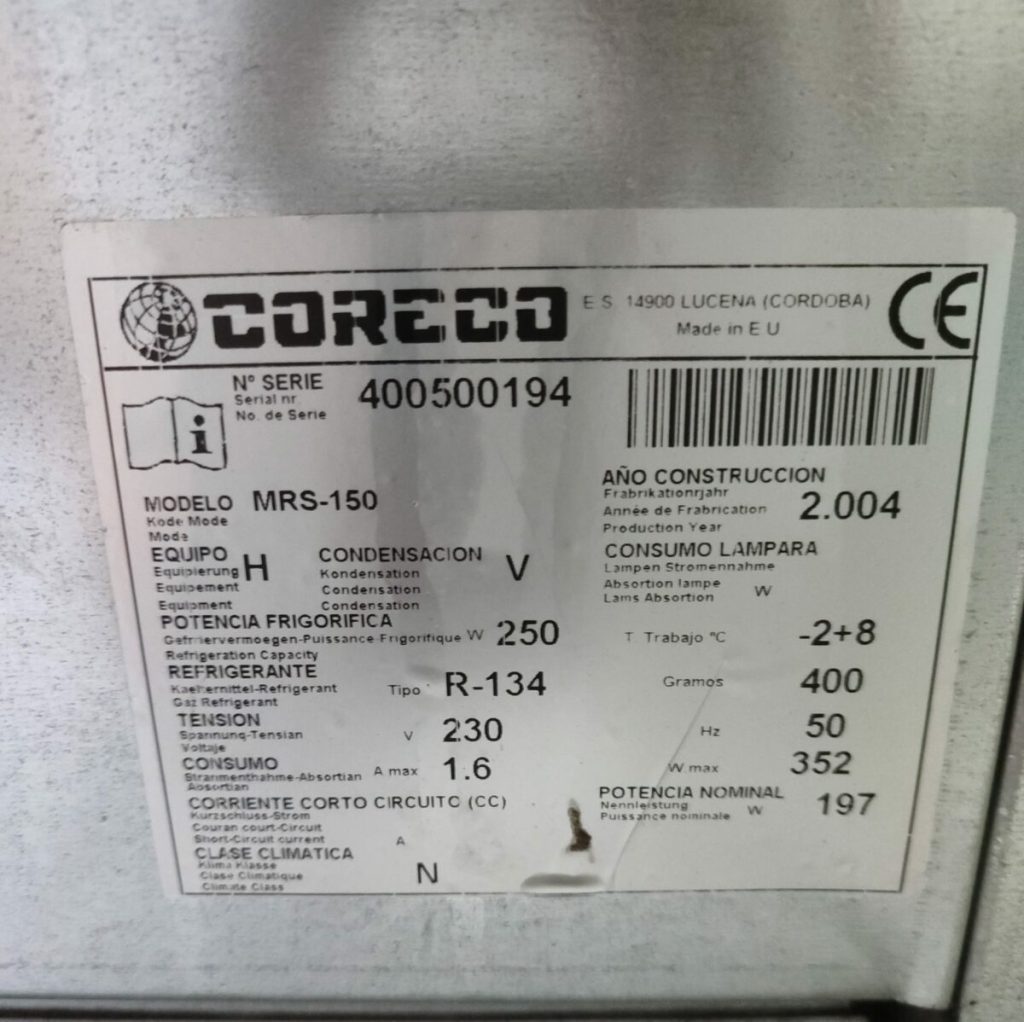 CORECO E.S. 14900 LUCENA (CORDOBA) CE
Made in E.U
Nº SERIE 400500194
Serial nr
No. de Serie
i
AÑO CONSTRUCCION
Frabrikationrjahr
Année de Frabrication 2.004
Production Year
MODELO MRS-150
Kode Mode
Mode
EQUIPO H CONDENSACION V
Equipierung Kondensation
Equipement Condensation
Equipment Condensation
CONSUMO LAMPARA
Lampen Stromennahme
Absortion lampe
Lams Absortion W
POTENCIA FRIGORIFICA
Gefriervermoegen-Puissance Frigorifique W 250
Refrigeration Capacity
T Trabajo ºC -2+8
REFRIGERANTE
Kaeltemittel-Refrigerant Tipo R-134
Gaz Refrigerant
Gramos 400
TENSION
Spannung-Tensian V 230
Voltaje
Hz 50
CONSUMO
Stranmenthahme-Absortian A max 1.6
Absortian
W max 352
CORRIENTE CORTO CIRCUITO (CC)
Kurzschluss-Strom
Couran court-Circuit
Short-Circuit current A
POTENCIA NOMINAL
Nennleistung W 197
Puissance nominale
CLASE CLIMATICA
Klima Klasse
Clase Climatique N
Climate Class